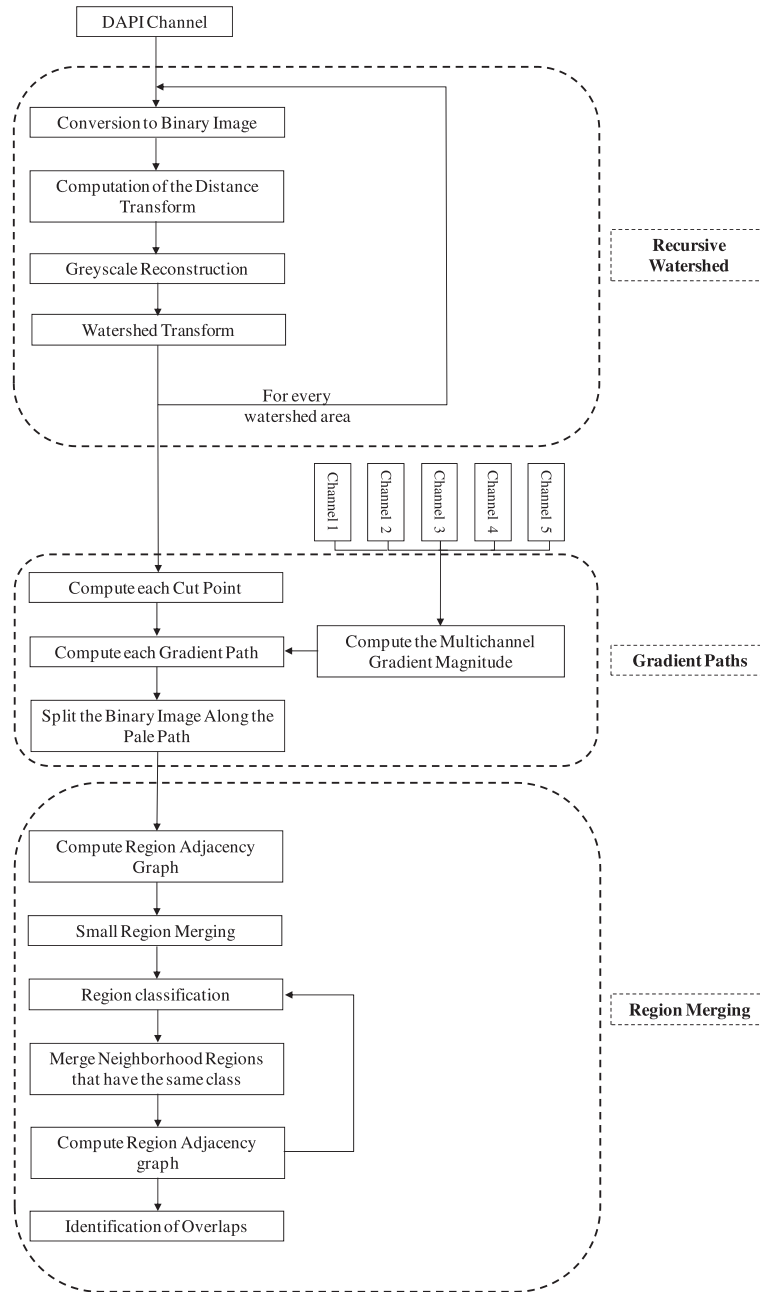 DAPI Channel
Conversion to Binary Image
Computation of the Distance
Transform
Greyscale Reconstruction
Watershed Transform
For every
watershed area
Recursive
Watershed
Channel 1
Channel 2
Channel 3
Channel 4
Channel 5
Compute each Cut Point
Compute each Gradient Path
Compute the Multichannel
Gradient Magnitude
Split the Binary Image Along the
Pale Path
Gradient Paths
Compute Region Adjacency
Graph
Small Region Merging
Region classification
Merge Neighborhood Regions
that have the same class
Compute Region Adjacency
graph
Identification of Overlaps
Region Merging